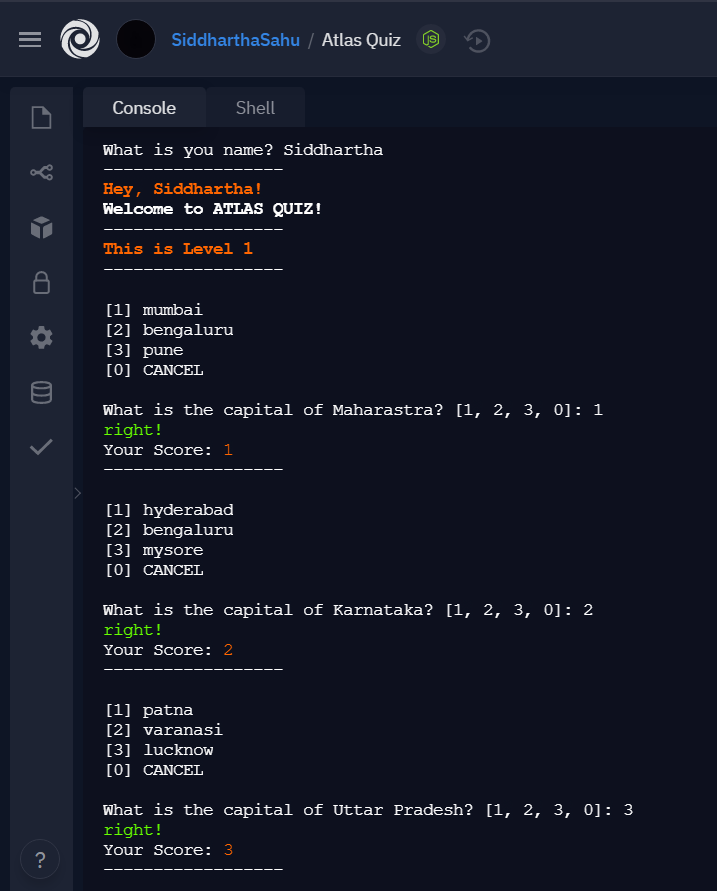 SiddharthaSahu / Atlas Quiz
JS
Console Shell
What is you name? Siddhartha
------------------
Hey, Siddhartha!
Welcome to ATLAS QUIZ!
------------------
This is Level 1
------------------
[1] mumbai
[2] bengaluru
[3] pune
[0] CANCEL
What is the capital of Maharastra? [1, 2, 3, 0]: 1
right!
Your Score: 1
------------------
[1] hyderabad
[2] bengaluru
[3] mysore
[0] CANCEL
What is the capital of Karnataka? [1, 2, 3, 0]: 2
right!
Your Score: 2
------------------
[1] patna
[2] varanasi
[3] lucknow
[0] CANCEL
What is the capital of Uttar Pradesh? [1, 2, 3, 0]: 3
right!
Your Score: 3
------------------
?